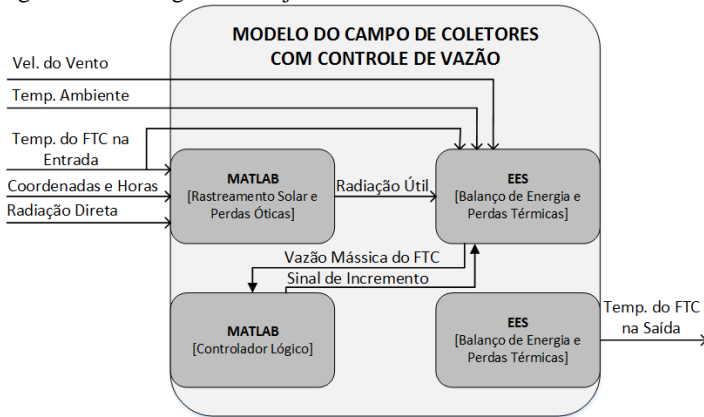 MODELO DO CAMPO DE COLETORES
COM CONTROLE DE VAZÃO
Vel. do Vento
Temp. Ambiente
Temp. do FTC na
Entrada
Coordenadas e Horas
Radiação Direta
MATLAB
[Rastreamento Solar e
Perdas Óticas]
Radiação Útil
EES
[Balanço de Energia e
Perdas Térmicas]
Vazão Mássica do FTC
Sinal de Incremento
MATLAB
[Controlador Lógico]
EES
[Balanço de Energia e
Perdas Térmicas]
Temp. do FTC
na Saída